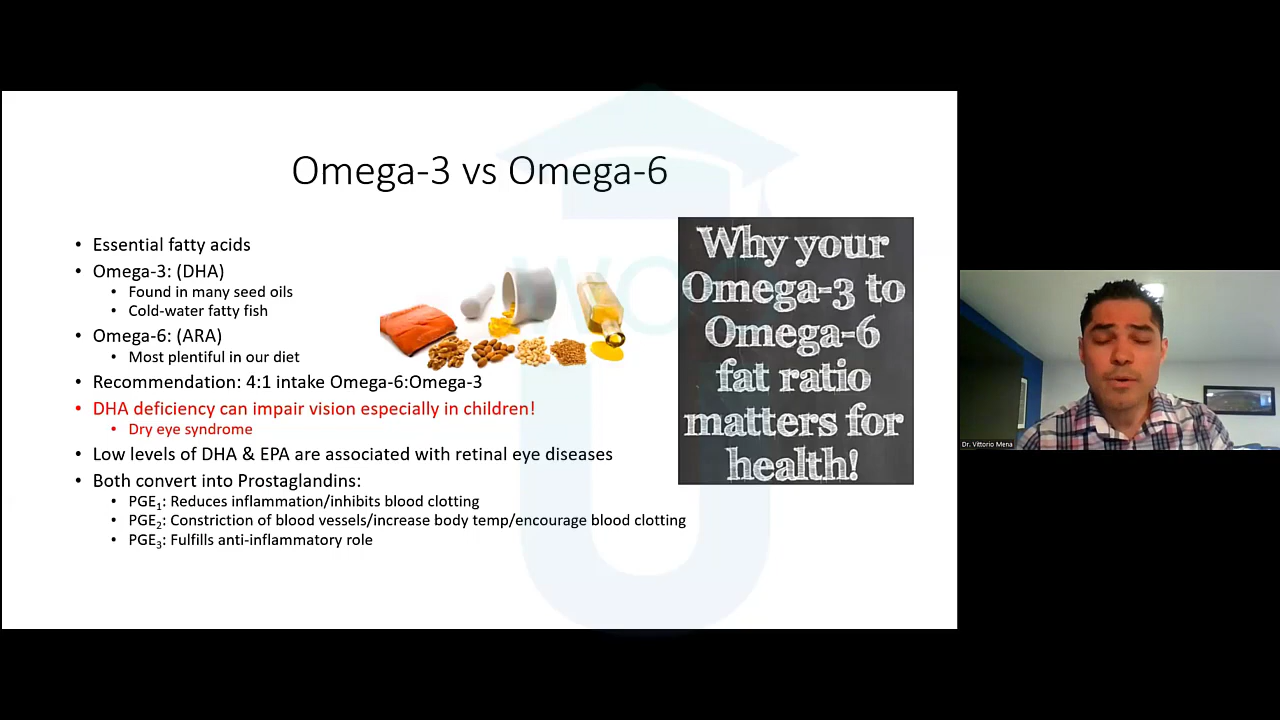 Omega-3 vs Omega-6
• Essential fatty acids
• Omega-3: (DHA)
• Found in many seed oils
• Cold-water fatty fish
• Omega-6: (ARA)
• Most plentiful in our diet
• Recommendation: 4:1 intake Omega-6:Omega-3
• DHA deficiency can impair vision especially in children!
• Dry eye syndrome
• Low levels of DHA & EPA are associated with retinal eye diseases
• Both convert into Prostaglandins:
• PGE₁: Reduces inflammation/inhibits blood clotting
• PGE₂: Constriction of blood vessels/increase body temp/encourage blood clotting
• PGE₃: Fulfills anti-inflammatory role
Why your
Omega-3 to
Omega-6
fat ratio
matters for
health!
Dr. Vittorio Mena